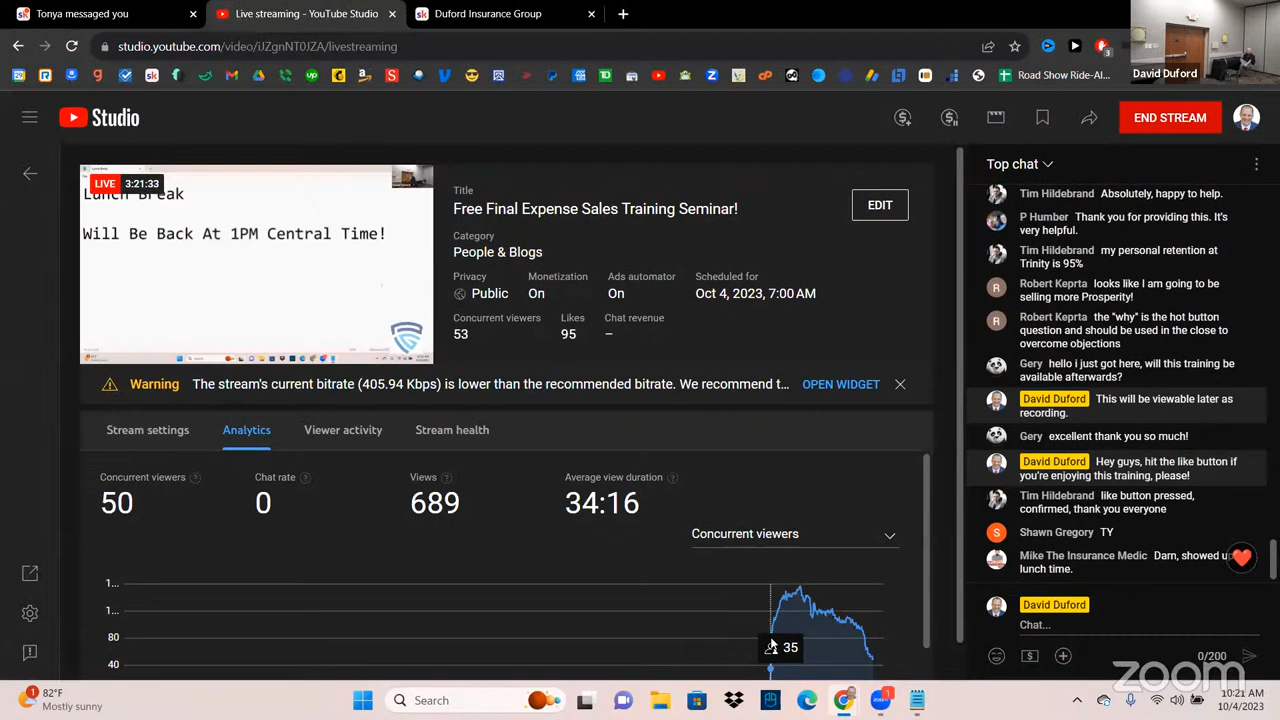 Tonya messaged you
Live streaming - YouTube Studio
Duford Insurance Group
studio.youtube.com/video/iJZgnNT0JZA/livestreaming
Road Show Ride-Al...
David Duford
Studio
END STREAM
LIVE 3:21:33
Lunch Break
Will Be Back At 1PM Central Time!
Title
Free Final Expense Sales Training Seminar!
EDIT
Category
People & Blogs
Privacy Monetization Ads automator Scheduled for
Public On On Oct 4, 2023, 7:00 AM
Concurrent viewers Likes Chat revenue
53 95 –
Warning The stream's current bitrate (405.94 Kbps) is lower than the recommended bitrate. We recommend t... OPEN WIDGET
Stream settings Analytics Viewer activity Stream health
Concurrent viewers Chat rate Views Average view duration
50 0 689 34:16
Concurrent viewers
1...
1...
80
40
35
Top chat
Tim Hildebrand Absolutely, happy to help.
P Humber Thank you for providing this. It's
very helpful.
Tim Hildebrand my personal retention at
Trinity is 95%
Robert Keprta looks like I am going to be
selling more Prosperity!
Robert Keprta the "why" is the hot button
question and should be used in the close to
overcome objections
Gery hello i just got here, will this training be
available afterwards?
David Duford This will be viewable later as
recording.
Gery excellent thank you so much!
David Duford Hey guys, hit the like button if
you're enjoying this training, please!
Tim Hildebrand like button pressed,
confirmed, thank you everyone
Shawn Gregory TY
Mike The Insurance Medic Darn, showed up
lunch time.
David Duford
Chat...
0/200
zoom
82°F
Mostly sunny
Search
10:21 AM
10/4/2023